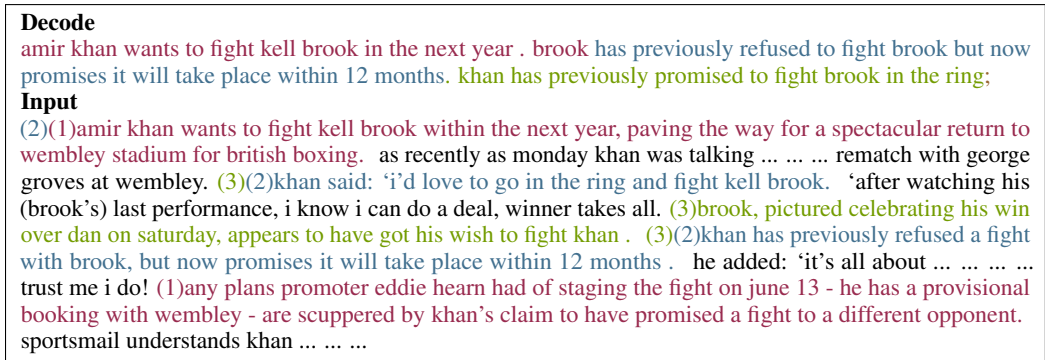 Decode
amir khan wants to fight kell brook in the next year . brook has previously refused to fight brook but now
promises it will take place within 12 months. khan has previously promised to fight brook in the ring;
Input
(2)(1)amir khan wants to fight kell brook within the next year, paving the way for a spectacular return to
wembley stadium for british boxing. as recently as monday khan was talking ... ... ... rematch with george
groves at wembley. (3)(2)khan said: ‘i’d love to go in the ring and fight kell brook. ‘after watching his
(brook’s) last performance, i know i can do a deal, winner takes all. (3)brook, pictured celebrating his win
over dan on saturday, appears to have got his wish to fight khan . (3)(2)khan has previously refused a fight
with brook, but now promises it will take place within 12 months . he added: ‘it’s all about ... ... ... ...
trust me i do! (1)any plans promoter eddie hearn had of staging the fight on june 13 - he has a provisional
booking with wembley - are scuppered by khan’s claim to have promised a fight to a different opponent.
sportsmail understands khan ... ... ...